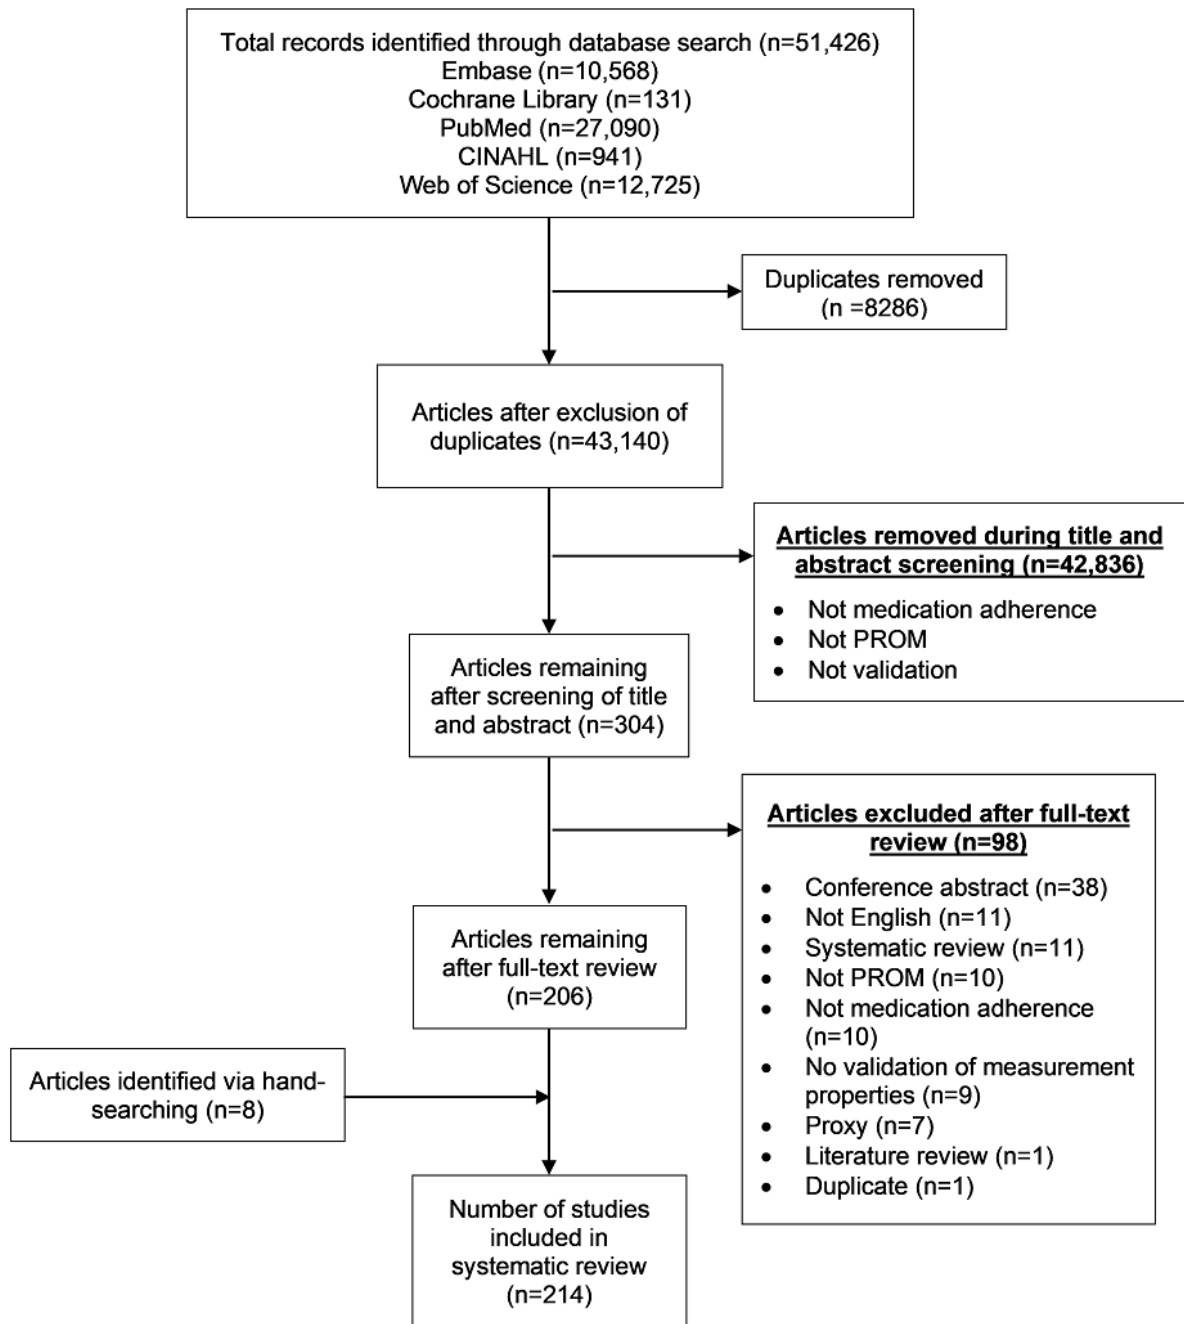 Total records identified through database search (n=51,426)
Embase (n=10,568)
Cochrane Library (n=131)
PubMed (n=27,090)
CINAHL (n=941)
Web of Science (n=12,725)
Duplicates removed
(n =8286)
Articles after exclusion of
duplicates (n=43,140)
Articles removed during title and
abstract screening (n=42,836)
• Not medication adherence
• Not PROM
• Not validation
Articles remaining
after screening of title
and abstract (n=304)
Articles excluded after full-text
review (n=98)
• Conference abstract (n=38)
• Not English (n=11)
• Systematic review (n=11)
• Not PROM (n=10)
• Not medication adherence
(n=10)
• No validation of measurement
properties (n=9)
• Proxy (n=7)
• Literature review (n=1)
• Duplicate (n=1)
Articles remaining
after full-text review
(n=206)
Articles identified via hand-
searching (n=8)
Number of studies
included in
systematic review
(n=214)